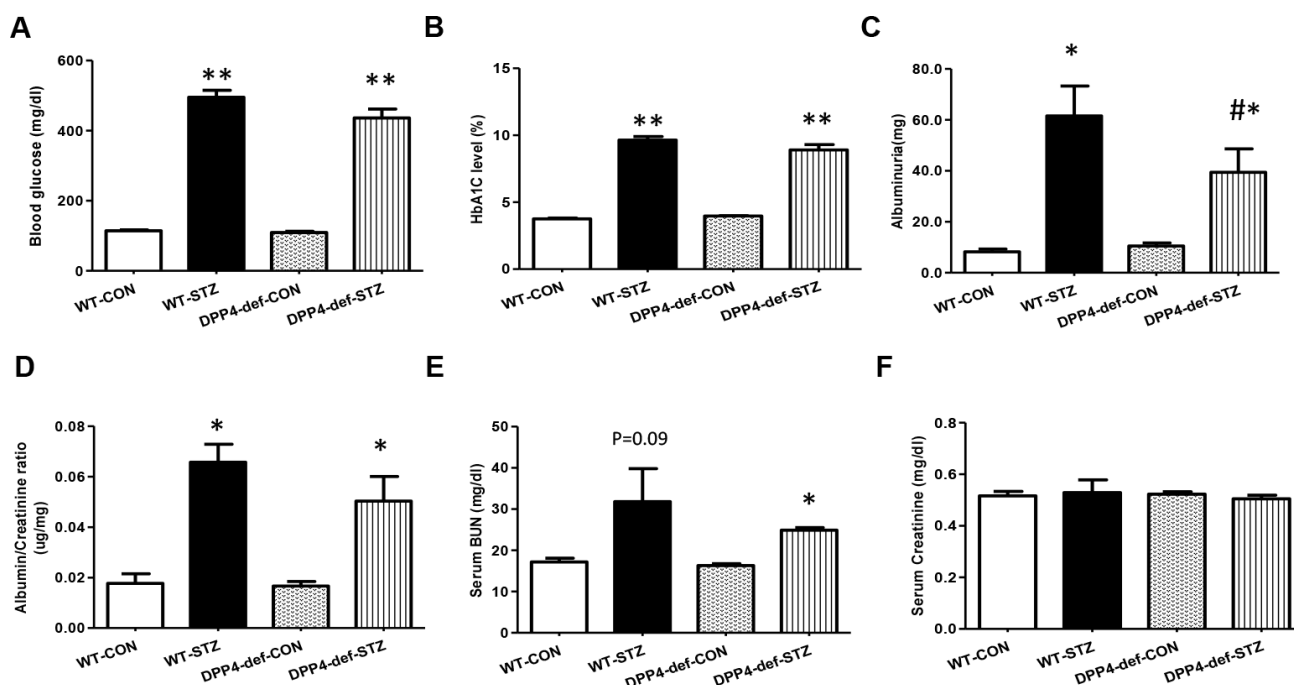 A
Blood glucose (mg/dl)
600
400
200
0
**
**
WT-CON
WT-STZ
DPP4-def-CON
DPP4-def-STZ
B
HbA1C level (%)
15
10
5
0
**
**
WT-CON
WT-STZ
DPP4-def-CON
DPP4-def-STZ
C
Albuminuria(mg)
80.0
60.0
40.0
20.0
0.0
*
#*
WT-CON
WT-STZ
DPP4-def-CON
DPP4-def-STZ
D
Albumin/Creatinine ratio
(ug/mg)
0.08
0.06
0.04
0.02
0.00
*
*
WT-CON
WT-STZ
DPP4-def-CON
DPP4-def-STZ
E
Serum BUN (mg/dl)
50
40
30
20
10
0
P=0.09
*
WT-CON
WT-STZ
DPP4-def-CON
DPP4-def-STZ
F
Serum Creatinine (mg/dl)
0.8
0.6
0.4
0.2
0.0
WT-CON
WT-STZ
DPP4-def-CON
DPP4-def-STZ